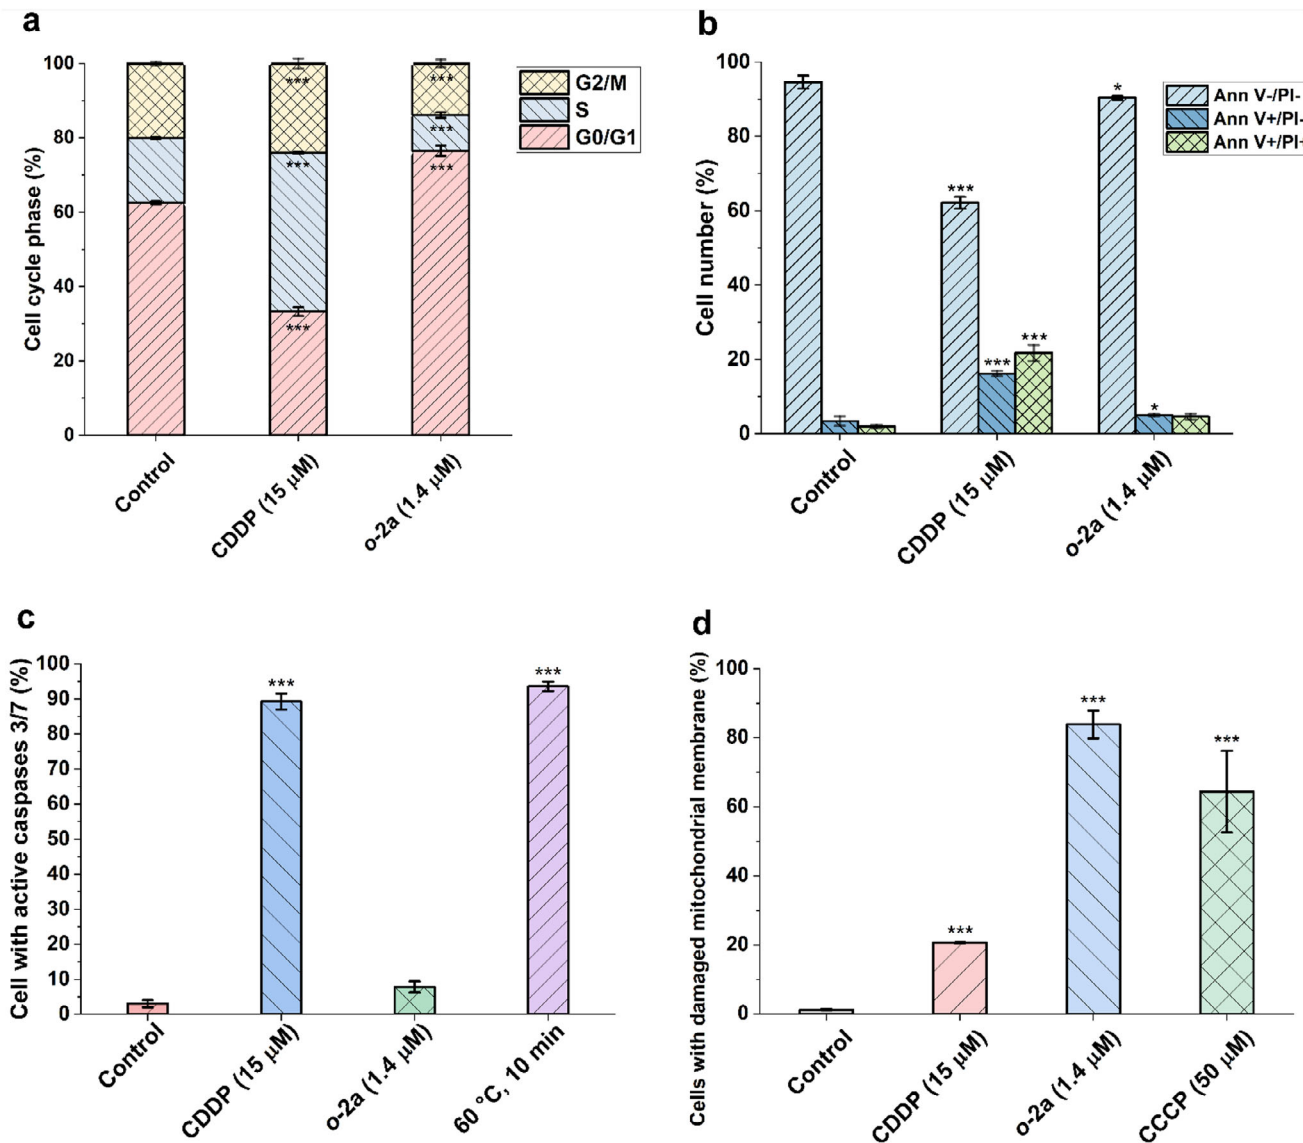 a
Cell cycle phase (%)
100
80
60
40
20
0
***
***
***
***
***
***
Control
CDDP (15 μM)
o-2a (1.4 μM)
G2/M
S
G0/G1
b
Cell number (%)
100
80
60
40
20
0
***
***
***
*
*
Control
CDDP (15 μM)
o-2a (1.4 μM)
Ann V-/PI-
Ann V+/PI-
Ann V+/PI+
c
Cell with active caspases 3/7 (%)
100
90
80
70
60
50
40
30
20
10
0
***
***
Control
CDDP (15 μM)
o-2a (1.4 μM)
60 °C, 10 min
d
Cells with damaged mitochondrial membrane (%)
100
80
60
40
20
0
***
***
***
Control
CDDP (15 μM)
o-2a (1.4 μM)
CCCP (50 μM)